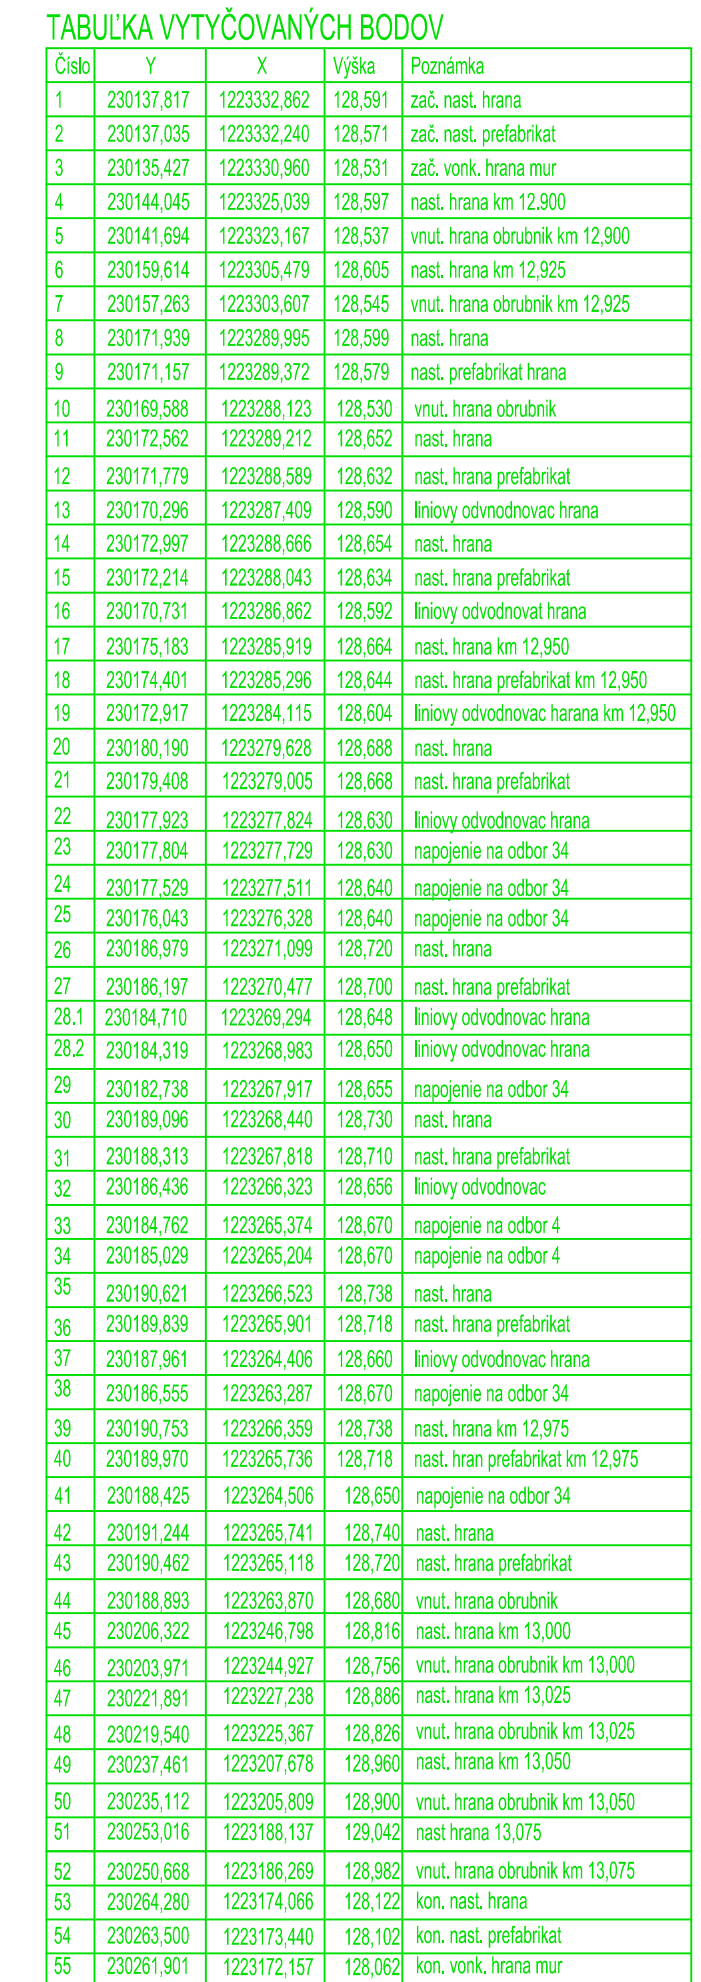 TABUĽKA VYTYČOVANÝCH BODOV
Číslo Y X Výška Poznámka
1 230137,817 1223332,862 128,591 zač. nast. hrana
2 230137,035 1223332,240 128,571 zač. nast. prefabrikat
3 230135,427 1223330,960 128,531 zač. vonk. hrana mur
4 230144,045 1223325,039 128,597 nast. hrana km 12.900
5 230141,694 1223323,167 128,537 vnut. hrana obrubnik km 12,900
6 230159,614 1223305,479 128,605 nast. hrana km 12,925
7 230157,263 1223303,607 128,545 vnut. hrana obrubnik km 12,925
8 230171,939 1223289,995 128,599 nast. hrana
9 230171,157 1223289,372 128,579 nast. prefabrikat hrana
10 230169,588 1223288,123 128,530 vnut. hrana obrubnik
11 230172,562 1223289,212 128,652 nast. hrana
12 230171,779 1223288,589 128,632 nast. hrana prefabrikat
13 230170,296 1223287,409 128,590 liniovy odvnodnovac hrana
14 230172,997 1223288,666 128,654 nast. hrana
15 230172,214 1223288,043 128,634 nast. hrana prefabrikat
16 230170,731 1223286,862 128,592 liniovy odvodnovat hrana
17 230175,183 1223285,919 128,664 nast. hrana km 12,950
18 230174,401 1223285,296 128,644 nast. hrana prefabrikat km 12,950
19 230172,917 1223284,115 128,604 liniovy odvodnovac harana km 12,950
20 230180,190 1223279,628 128,688 nast. hrana
21 230179,408 1223279,005 128,668 nast. hrana prefabrikat
22 230177,923 1223277,824 128,630 liniovy odvodnovac hrana
23 230177,804 1223277,729 128,630 napojenie na odbor 34
24 230177,529 1223277,511 128,640 napojenie na odbor 34
25 230176,043 1223276,328 128,640 napojenie na odbor 34
26 230186,979 1223271,099 128,720 nast. hrana
27 230186,197 1223270,477 128,700 nast. hrana prefabrikat
28.1 230184,710 1223269,294 128,648 liniovy odvodnovac hrana
28.2 230184,319 1223268,983 128,650 liniovy odvodnovac hrana
29 230182,738 1223267,917 128,655 napojenie na odbor 34
30 230189,096 1223268,440 128,730 nast. hrana
31 230188,313 1223267,818 128,710 nast. hrana prefabrikat
32 230186,436 1223266,323 128,656 liniovy odvodnovac
33 230184,762 1223265,374 128,670 napojenie na odbor 4
34 230185,029 1223265,204 128,670 napojenie na odbor 4
35 230190,621 1223266,523 128,738 nast. hrana
36 230189,839 1223265,901 128,718 nast. hrana prefabrikat
37 230187,961 1223264,406 128,660 liniovy odvodnovac hrana
38 230186,555 1223263,287 128,670 napojenie na odbor 34
39 230190,753 1223266,359 128,738 nast. hrana km 12,975
40 230189,970 1223265,736 128,718 nast. hran prefabrikat km 12,975
41 230188,425 1223264,506 128,650 napojenie na odbor 34
42 230191,244 1223265,741 128,740 nast. hrana
43 230190,462 1223265,118 128,720 nast. hrana prefabrikat
44 230188,893 1223263,870 128,680 vnut. hrana obrubnik
45 230206,322 1223246,798 128,816 nast. hrana km 13,000
46 230203,971 1223244,927 128,756 vnut. hrana obrubnik km 13,000
47 230221,891 1223227,238 128,886 nast. hrana km 13,025
48 230219,540 1223225,367 128,826 vnut. hrana obrubnik km 13,025
49 230237,461 1223207,678 128,960 nast. hrana km 13,050
50 230235,112 1223205,809 128,900 vnut. hrana obrubnik km 13,050
51 230253,016 1223188,137 129,042 nast hrana 13,075
52 230250,668 1223186,269 128,982 vnut. hrana obrubnik km 13,075
53 230264,280 1223174,066 128,122 kon. nast. hrana
54 230263,500 1223173,440 128,102 kon. nast. prefabrikat
55 230261,901 1223172,157 128,062 kon. vonk. hrana mur